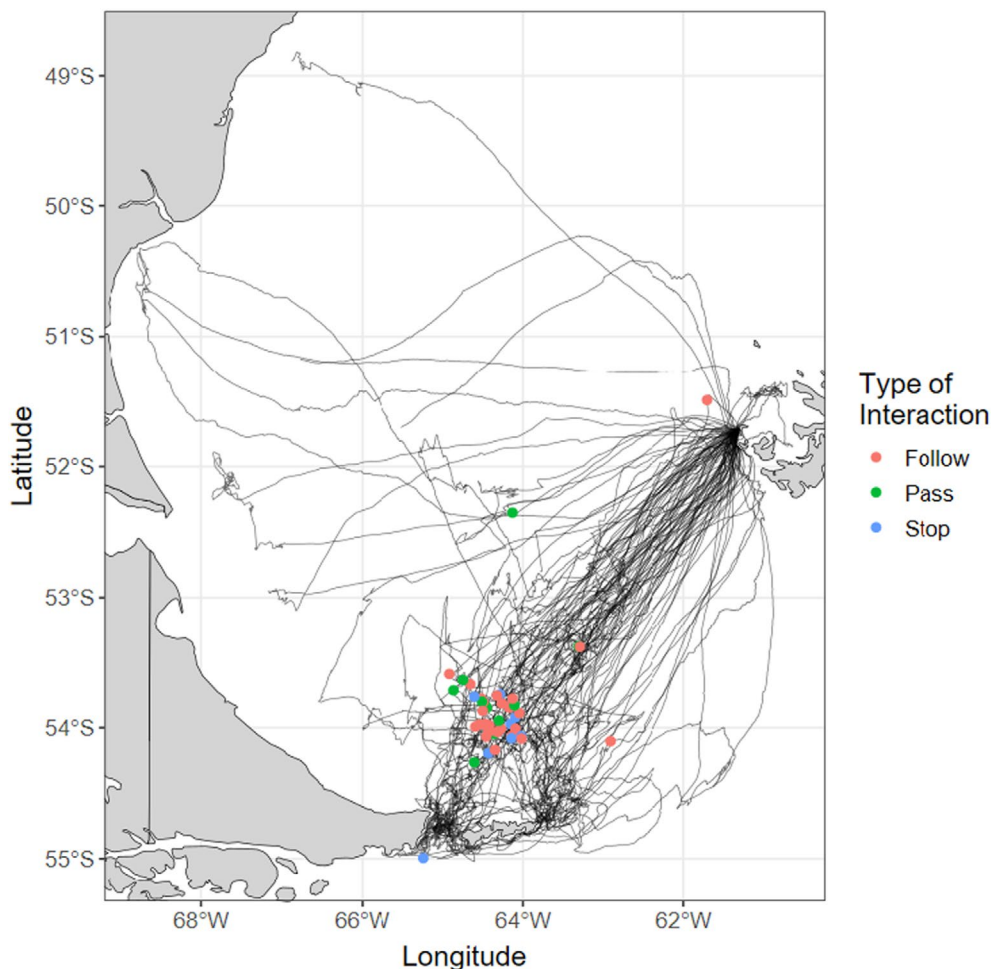 49°S
50°S
51°S
52°S
53°S
54°S
55°S
Latitude
68°W 66°W 64°W 62°W
Longitude
Type of
Interaction
Follow
Pass
Stop